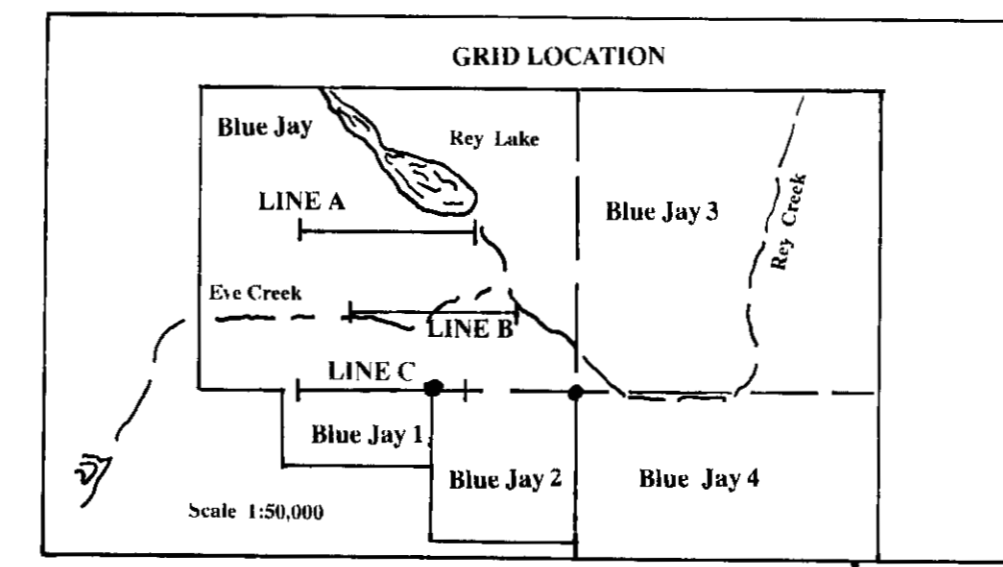 GRID LOCATION
Blue Jay
Rey Lake
LINE A
Blue Jay 3
Rey Creek
Eve Creek
LINE B
LINE C
Blue Jay 1
Blue Jay 2
Blue Jay 4
Scale 1:50,000